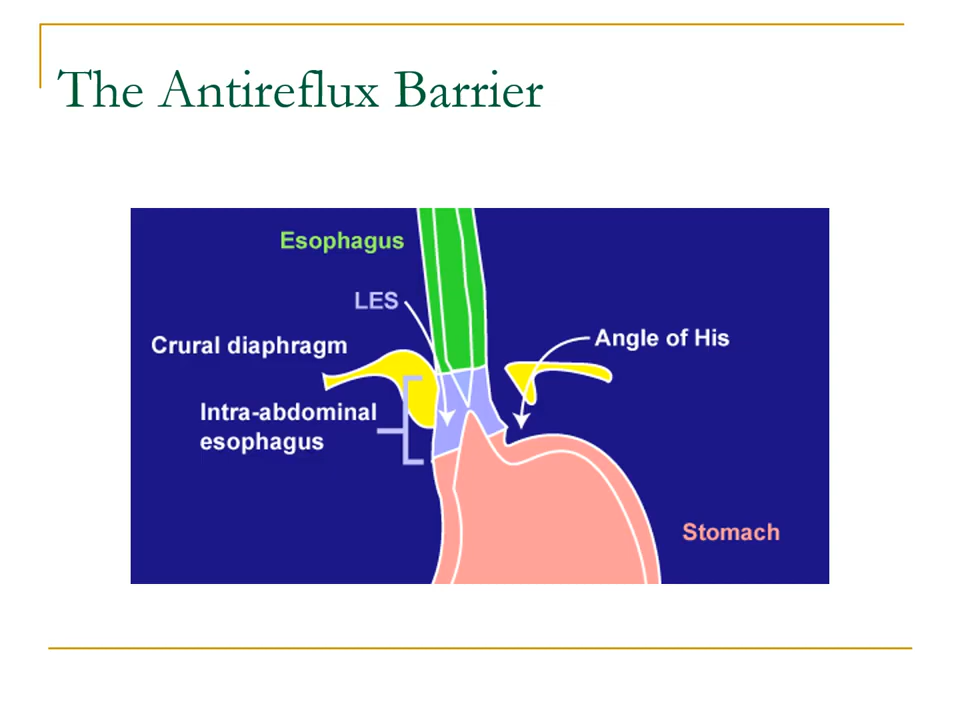 The Antireflux Barrier
Esophagus
LES
Crural diaphragm
Angle of His
Intra-abdominal
esophagus
Stomach